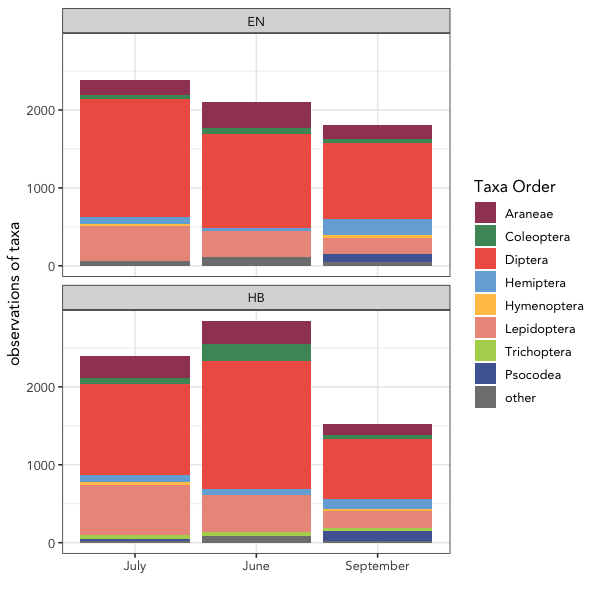 EN
2000
1000
0
HB
2000
1000
0
July
June
September
observations of taxa
Taxa Order
Araneae
Coleoptera
Diptera
Hemiptera
Hymenoptera
Lepidoptera
Trichoptera
Psocodea
other